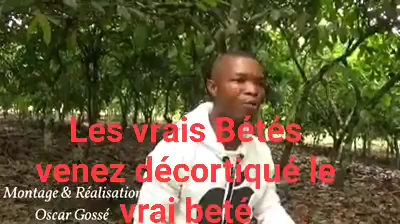 Les vrais Bétés
venez décortiqué le
Montage & Réalisation
vrai beté
Oscar Gossé